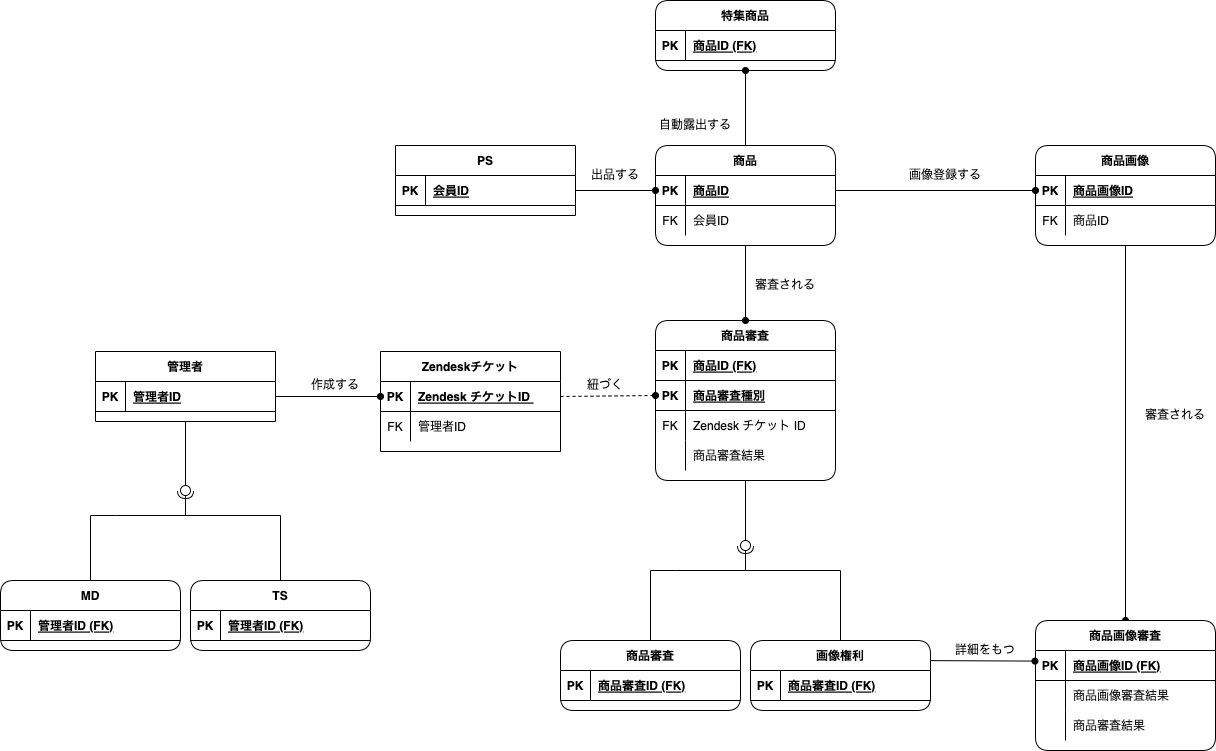 特集商品
PK 商品ID (FK)
自動露出する
PS
PK 会員ID
出品する
商品
PK 商品ID
FK 会員ID
画像登録する
商品画像
PK 商品画像ID
FK 商品ID
審査される
管理者
PK 管理者ID
作成する
Zendeskチケット
PK Zendesk チケットID
FK 管理者ID
紐づく
商品審査
PK 商品ID (FK)
PK 商品審査種別
FK Zendesk チケット ID
商品審査結果
審査される
MD
PK 管理者ID (FK)
TS
PK 管理者ID (FK)
商品審査
PK 商品審査ID (FK)
画像権利
PK 商品審査ID (FK)
詳細をもつ
商品画像審査
PK 商品画像ID (FK)
商品画像審査結果
商品審査結果